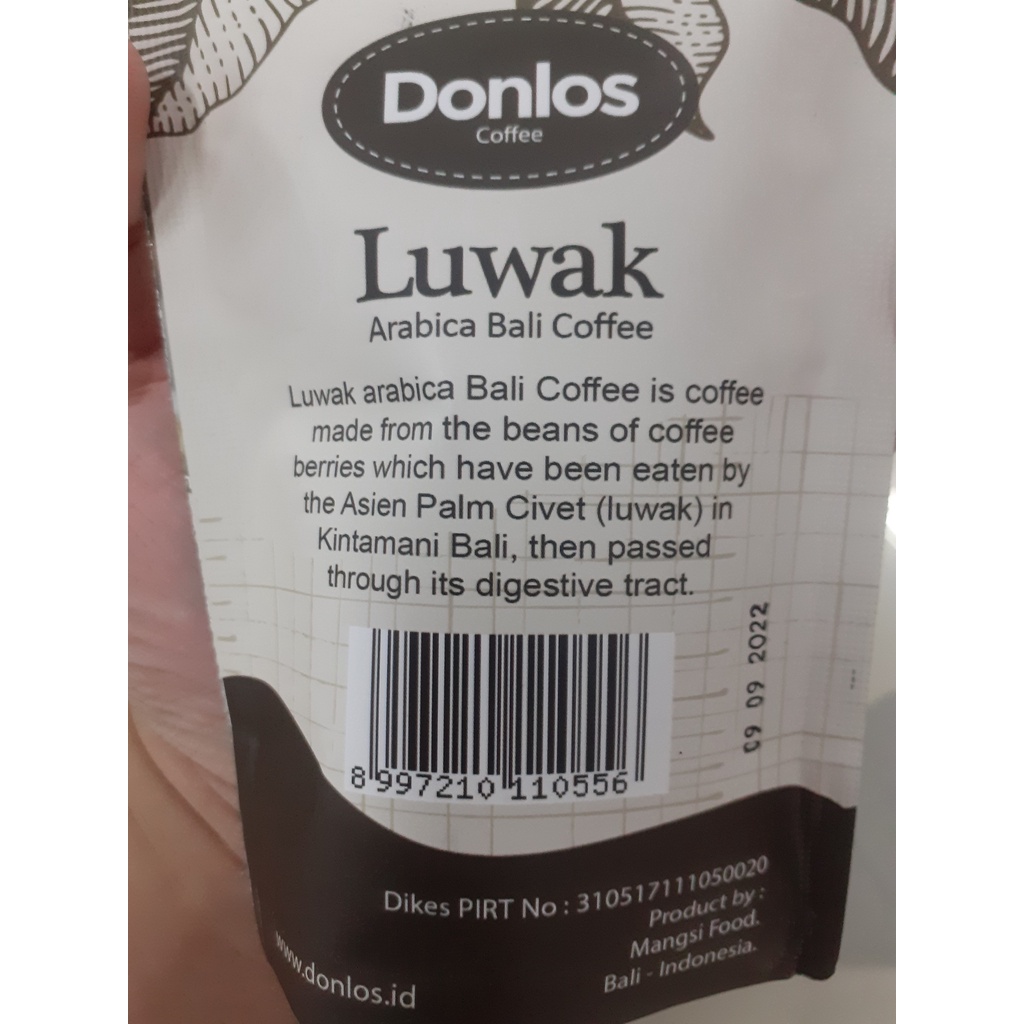 Donlos
Coffee
Luwak
Arabica Bali Coffee
Luwak arabica Bali Coffee is coffee
made from the beans of coffee
berries which have been eaten by
the Asien Palm Civet (luwak) in
Kintamani Bali, then passed
through its digestive tract.
09 09 2022
8 997210 110556
Dikes PIRT No : 310517111050020
Product by :
Mangsi Food.
Bali - Indonesia.
www.donlos.id